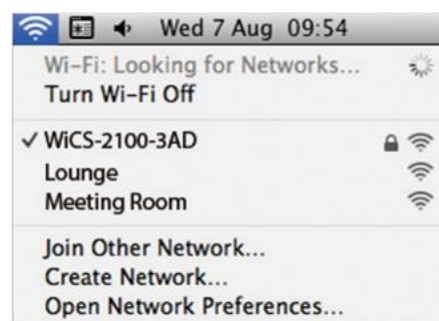 Wed 7 Aug 09:54
Wi-Fi: Looking for Networks...
Turn Wi-Fi Off
WiCS-2100-3AD
Lounge
Meeting Room
Join Other Network...
Create Network...
Open Network Preferences...